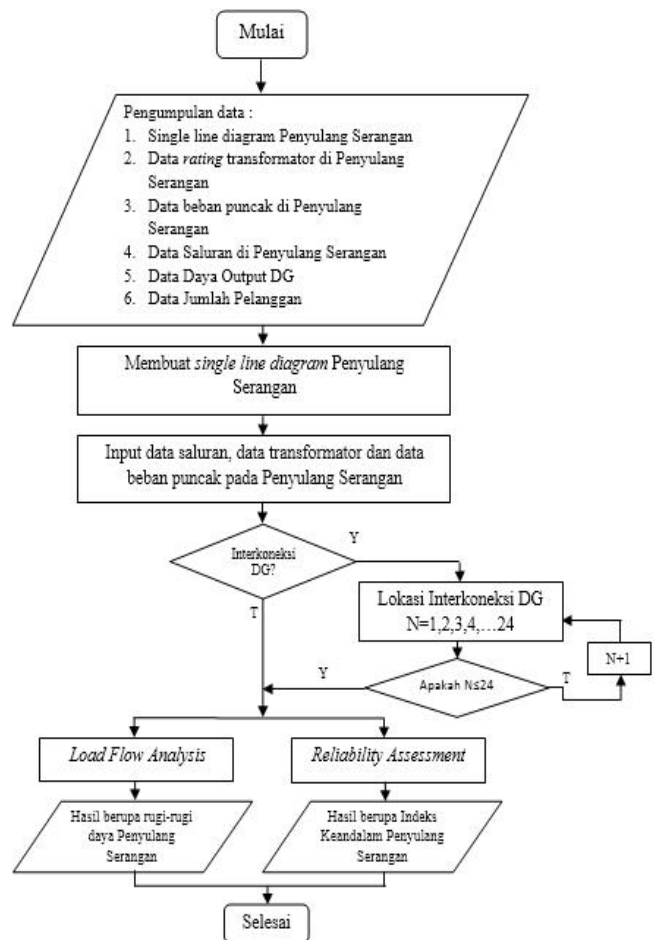 Mulai
Pengumpulan data :
1. Single line diagram Penyulang Serangan
2. Data rating transformator di Penyulang
Serangan
3. Data beban puncak di Penyulang
Serangan
4. Data Saluran di Penyulang Serangan
5. Data Daya Output DG
6. Data Jumlah Pelanggan
Membuat single line diagram Penyulang
Serangan
Input data saluran, data transformator dan data
beban puncak pada Penyulang Serangan
Interkoneksi
DG?
Y
T
Lokasi Interkoneksi DG
N=1,2,3,4,…24
N+1
Apakah N≤24
Y
T
Load Flow Analysis
Reliability Assessment
Hasil berupa rugi-rugi
daya Penyulang
Serangan
Hasil berupa Indeks
Keandalam Penyulang
Serangan
Selesai